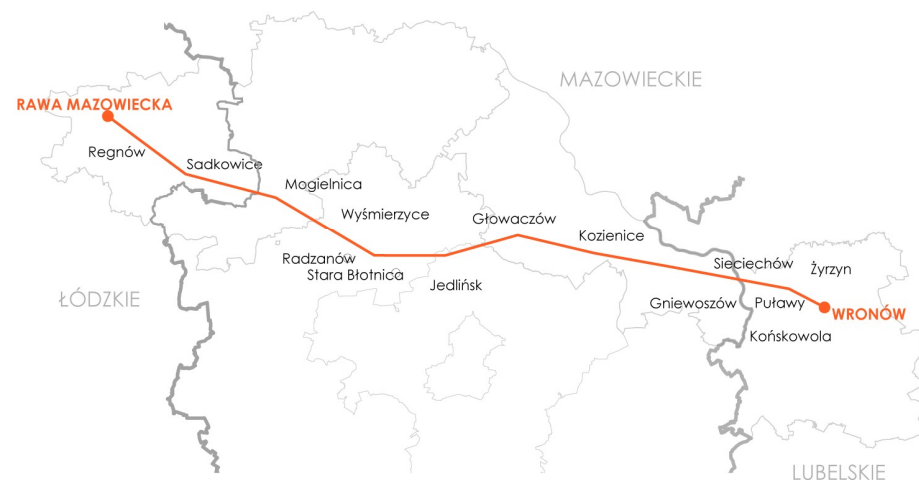 MAZOWIECKIE
RAWA MAZOWIECKA
Regnów
Sadkowice
Mogielnica
Wyśmierzyce
Głowaczów
Kozienice
Radzanów
Stara Błotnica
Jedlińsk
Sieciechów
Żyrzyn
ŁÓDZKIE
Gniewoszów
Puławy
WRONÓW
Końskowola
LUBELSKIE